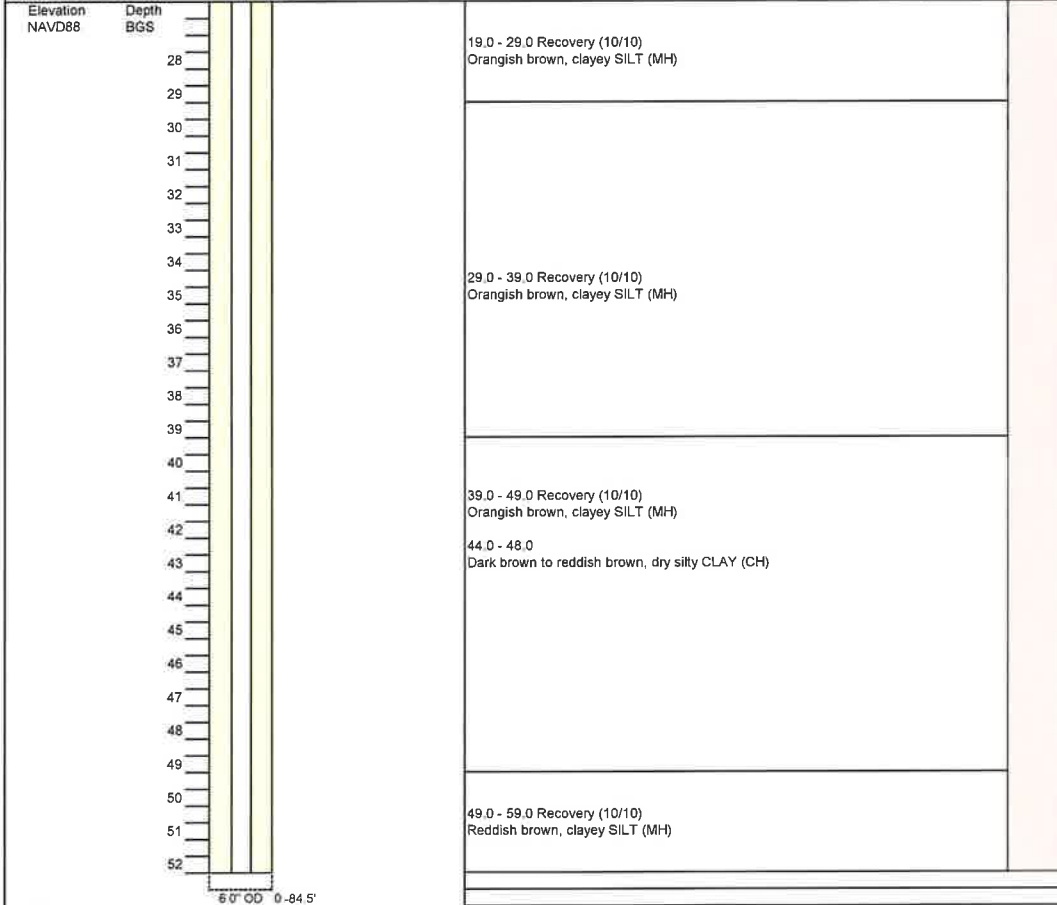 Elevation Depth
NAVD88 BGS
19.0 - 29.0 Recovery (10/10)
Orangish brown, clayey SILT (MH)
28
29
30
31
32
33
34
29.0 - 39.0 Recovery (10/10)
Orangish brown, clayey SILT (MH)
35
36
37
38
39
40
41
39.0 - 49.0 Recovery (10/10)
Orangish brown, clayey SILT (MH)
42
44.0 - 48.0
Dark brown to reddish brown, dry silty CLAY (CH)
43
44
45
46
47
48
49
50
49.0 - 59.0 Recovery (10/10)
Reddish brown, clayey SILT (MH)
51
52
6.0" OD 0 -84.5'